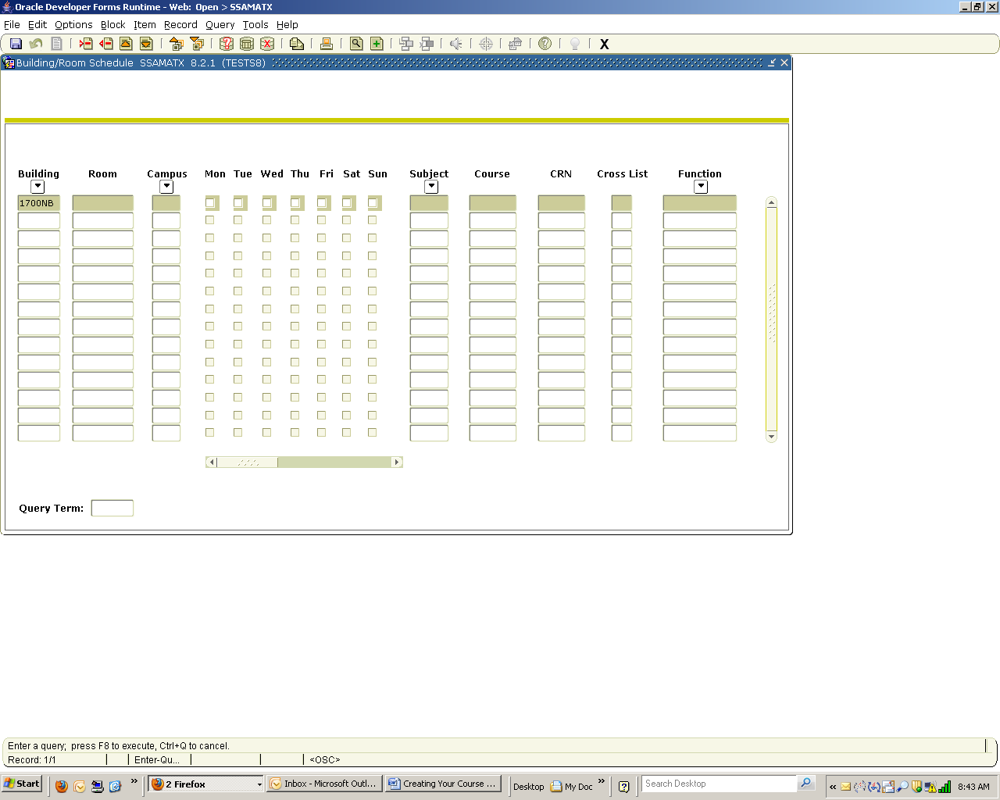 Oracle Developer Forms Runtime - Web: Open > SSAMATX
File Edit Options Block Item Record Query Tools Help
X
Building/Room Schedule SSAMATX 8.2.1 (TESTS8)
Building Room Campus Mon Tue Wed Thu Fri Sat Sun Subject Course CRN Cross List Function
1700NB
Query Term:
Enter a query; press F8 to execute, Ctrl+Q to cancel.
Record: 1/1 Enter-Qu... <OSC>
Start » 2 Firefox Inbox - Microsoft Outl... Creating Your Course ... Desktop My Doc » Search Desktop « 8:43 AM